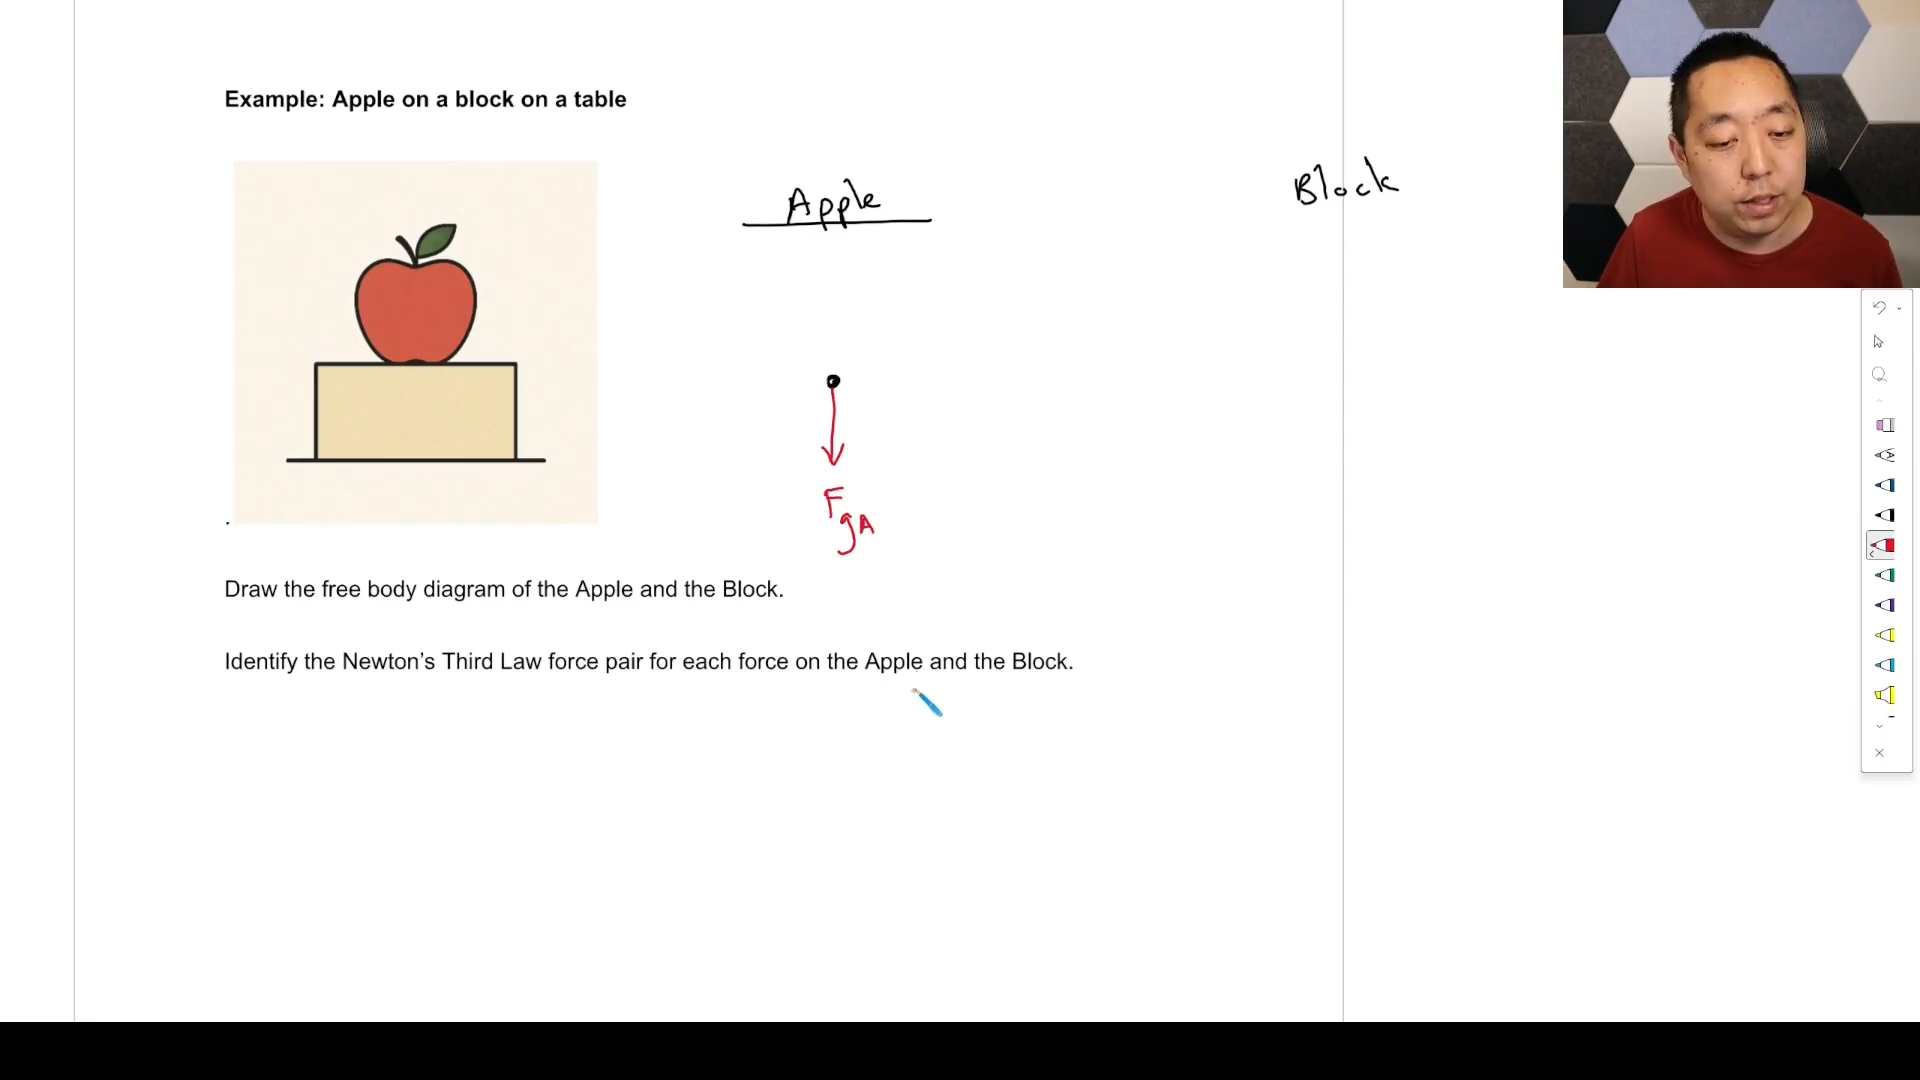 Example: Apple on a block on a table
Apple
Block
F
gA
.
Draw the free body diagram of the Apple and the Block.
Identify the Newton’s Third Law force pair for each force on the Apple and the Block.